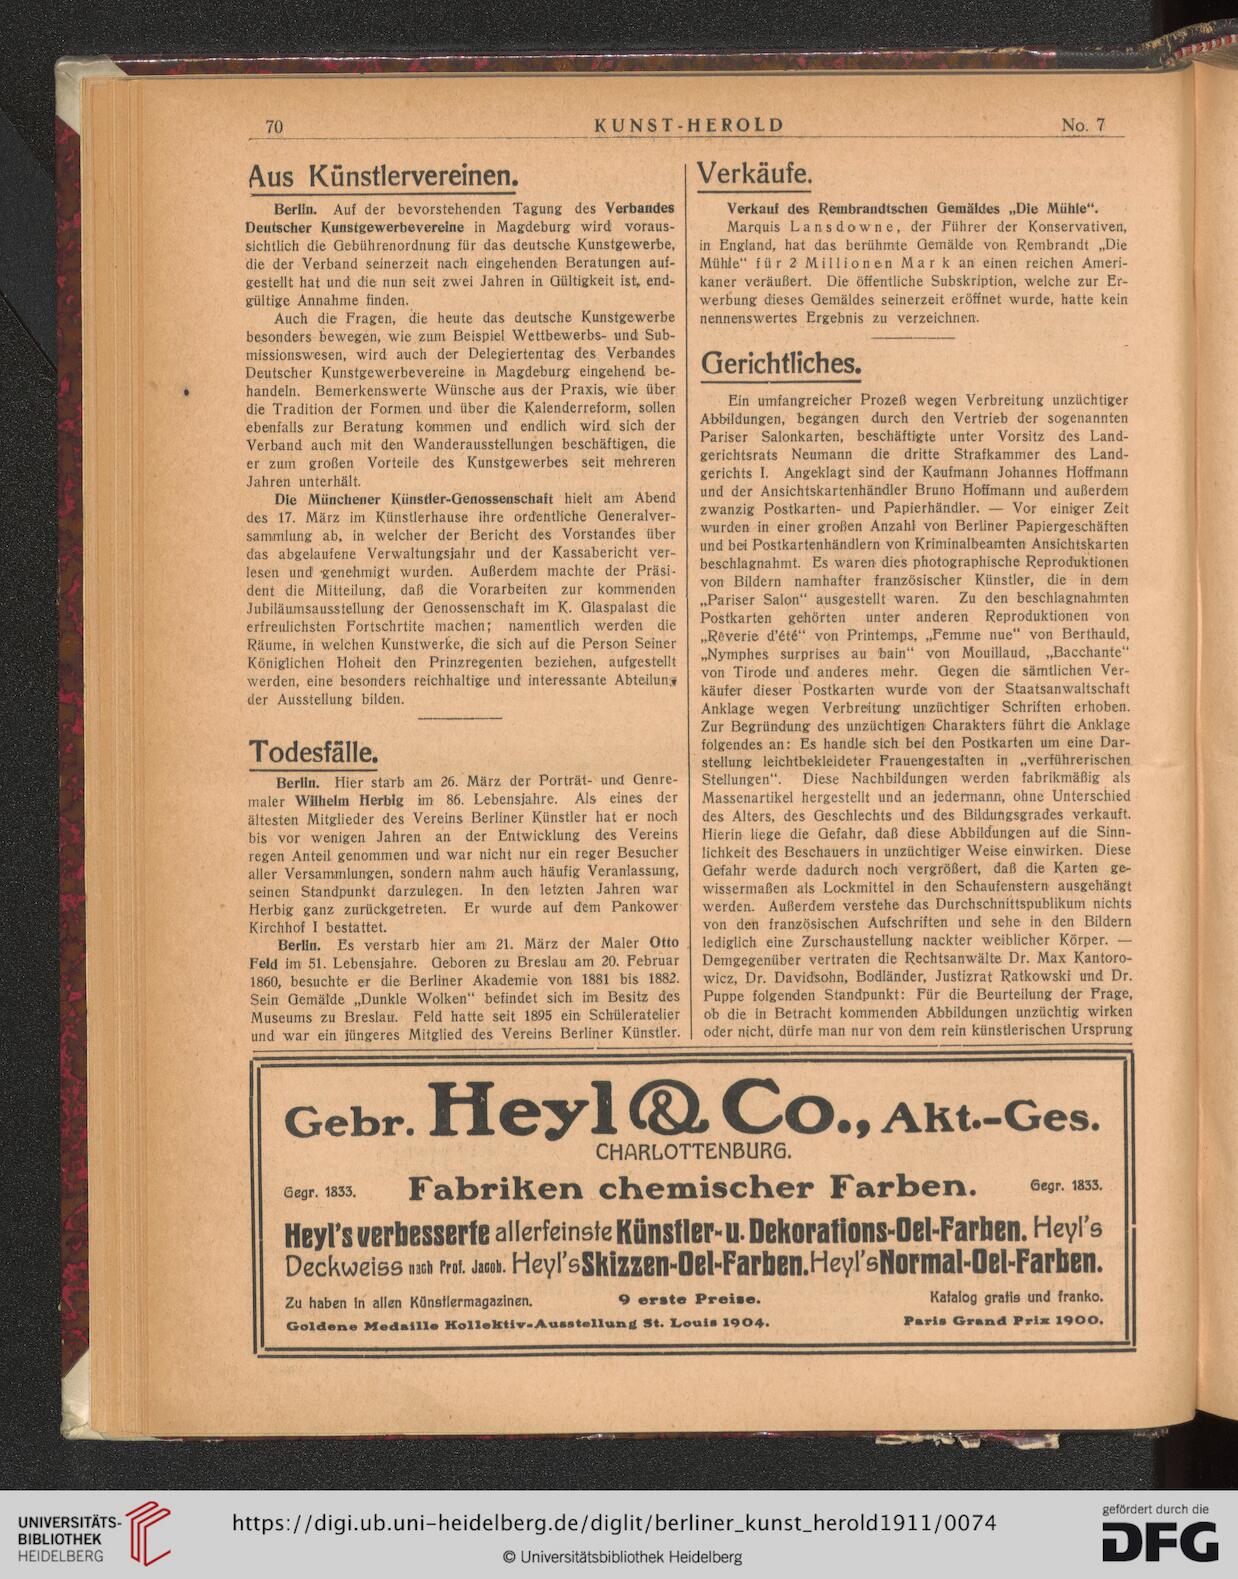 70
KUNST-HEROLD
No. 7
Aus Künstlervereinen.
Berlin. Auf der bevorstehenden Tagung des Verbandes
Deutscher Kunstgewerbevereine in Magdeburg wird voraus-
sichtlich die Gebührenordnung für das deutsche Kunstgewerbe,
die der Verband seinerzeit nach eingehenden Beratungen auf-
gestellt hat und die nun seit zwei Jahren in Gültigkeit ist, end-
gültige Annahme finden.
Auch die Fragen, die heute das deutsche Kunstgewerbe
besonders bewegen, wie zum Beispiel Wettbewerbs- und Sub-
missionswesen, wird auch der Delegiertentag des Verbandes
Deutscher Kunstgewerbevereine in Magdeburg eingehend be-
handeln. Bemerkenswerte Wünsche aus der Praxis, wie über
die Tradition der Formen und über die Kalenderreform, sollen
ebenfalls zur Beratung kommen und endlich wird sich der
Verband auch mit den Wanderausstellungen beschäftigen, die
er zum großen Vorteile des Kunstgewerbes seit mehreren
Jahren unterhält.
Die Münchener Künstler-Genossenschaft hielt am Abend
des 17. März im Künstlerhause ihre ordentliche Generalver-
sammlung ab, in welcher der Bericht des Vorstandes über
das abgelaufene Verwaltungsjahr und der Kassabericht ver-
lesen und genehmigt wurden. Außerdem machte der Präsi-
dent die Mitteilung, daß die Vorarbeiten zur kommenden
Jubiläumsausstellung der Genossenschaft im K. Glaspalast die
erfreulichsten Fortschrtite machen; namentlich werden die
Räume, in welchen Kunstwerke, die sich auf die Person Seiner
Königlichen Hoheit den Prinzregenten beziehen, aufgestellt
werden, eine besonders reichhaltige und interessante Abteilung
der Ausstellung bilden.
Todesfälle.
Berlin. Hier starb am 26. März der Porträt- und Genre-
maler Wilhelm Herbig im 86. Lebensjahre. Als eines der
ältesten Mitglieder des Vereins Berliner Künstler hat er noch
bis vor wenigen Jahren an der Entwicklung des Vereins
regen Anteil genommen und war nicht nur ein reger Besucher
aller Versammlungen, sondern nahm auch häufig Veranlassung,
seinen Standpunkt darzulegen. In den letzten Jahren war
Herbig ganz zurückgetreten. Er wurde auf dem Pankower
Kirchhof I bestattet.
Berlin. Es verstarb hier am 21. März der Maler Otto
Feld im 51. Lebensjahre. Geboren zu Breslau am 20. Februar
1860, besuchte er die Berliner Akademie von 1881 bis 1882.
Sein Gemälde „Dunkle Wolken“ befindet sich im Besitz des
Museums zu Breslau. Feld hatte seit 1895 ein Schüleratelier
und war ein jüngeres Mitglied des Vereins Berliner Künstler.
Verkäufe.
Verkauf des Rembrandtschen Gemäldes „Die Mühle“.
Marquis Lansdowne, der Führer der Konservativen,
in England, hat das berühmte Gemälde von Rembrandt „Die
Mühle“ für 2 Millionen Mark an einen reichen Ameri-
kaner veräußert. Die öffentliche Subskription, welche zur Er-
werbung dieses Gemäldes seinerzeit eröffnet wurde, hatte kein
nennenswertes Ergebnis zu verzeichnen.
Gerichtliches.
Ein umfangreicher Prozeß wegen Verbreitung unzüchtiger
Abbildungen, begangen durch den Vertrieb der sogenannten
Pariser Salonkarten, beschäftigte unter Vorsitz des Land-
gerichtsrats Neumann die dritte Strafkammer des Land-
gerichts I. Angeklagt sind der Kaufmann Johannes Hoffmann
und der Ansichtskartenhändler Bruno Hoffmann und außerdem
zwanzig Postkarten- und Papierhändler. — Vor einiger Zeit
wurden in einer großen Anzahl von Berliner Papiergeschäften
und bei Postkartenhändlern von Kriminalbeamten Ansichtskarten
beschlagnahmt. Es waren dies photographische Reproduktionen
von Bildern namhafter französischer Künstler, die in dem
„Pariser Salon“ ausgestellt waren. Zu den beschlagnahmten
Postkarten gehörten unter anderen Reproduktionen von
„Rêverie d'été“ von Printemps, „Femme nue“ von Berthauld,
„Nymphes surprises au bain“ von Mouillaud, „Bacchante“
von Tirode und anderes mehr. Gegen die sämtlichen Ver-
käufer dieser Postkarten wurde von der Staatsanwaltschaft
Anklage wegen Verbreitung unzüchtiger Schriften erhoben.
Zur Begründung des unzüchtigen Charakters führt die Anklage
folgendes an: Es handle sich bei den Postkarten um eine Dar-
stellung leichtbekleideter Frauengestalten in „verführerischen
Stellungen“. Diese Nachbildungen werden fabrikmäßig als
Massenartikel hergestellt und an jedermann, ohne Unterschied
des Alters, des Geschlechts und des Bildungsgrades verkauft.
Hierin liege die Gefahr, daß diese Abbildungen auf die Sinn-
lichkeit des Beschauers in unzüchtiger Weise einwirken. Diese
Gefahr werde dadurch noch vergrößert, daß die Karten ge-
wissermaßen als Lockmittel in den Schaufenstern ausgehängt
werden. Außerdem verstehe das Durchschnittspublikum nichts
von den französischen Aufschriften und sehe in den Bildern
lediglich eine Zurschaustellung nackter weiblicher Körper. —
Demgegenüber vertraten die Rechtsanwälte Dr. Max Kantoro-
wicz, Dr. Davidsohn, Bodländer, Justizrat Ratkowski und Dr.
Puppe folgenden Standpunkt: Für die Beurteilung der Frage,
ob die in Betracht kommenden Abbildungen unzüchtig wirken
oder nicht, dürfe man nur von dem rein künstlerischen Ursprung
Gebr. Heyl & Co., Akt.-Ges.
CHARLOTTENBURG.
Gegr. 1833. Fabriken chemischer Farben. Gegr. 1833.
Heyl's verbesserte allerfeinste Künstler- u. Dekorations-Oel-Farben. Heyl's
Deckweiss nach Prof. Jacob. Heyl's Skizzen-Oel-Farben. Heyl's Normal-Oel-Farben.
Zu haben in allen Künstlermagazinen. 9 erste Preise. Katalog gratis und franko.
Goldene Medaille Kollektiv-Ausstellung St. Louis 1904. Paris Grand Prix 1900.
UNIVERSITÄTS-
BIBLIOTHEK
HEIDELBERG
https://digi.ub.uni-heidelberg.de/diglit/berliner_kunst_herold1911/0074
© Universitätsbibliothek Heidelberg
gefördert durch die
DFG